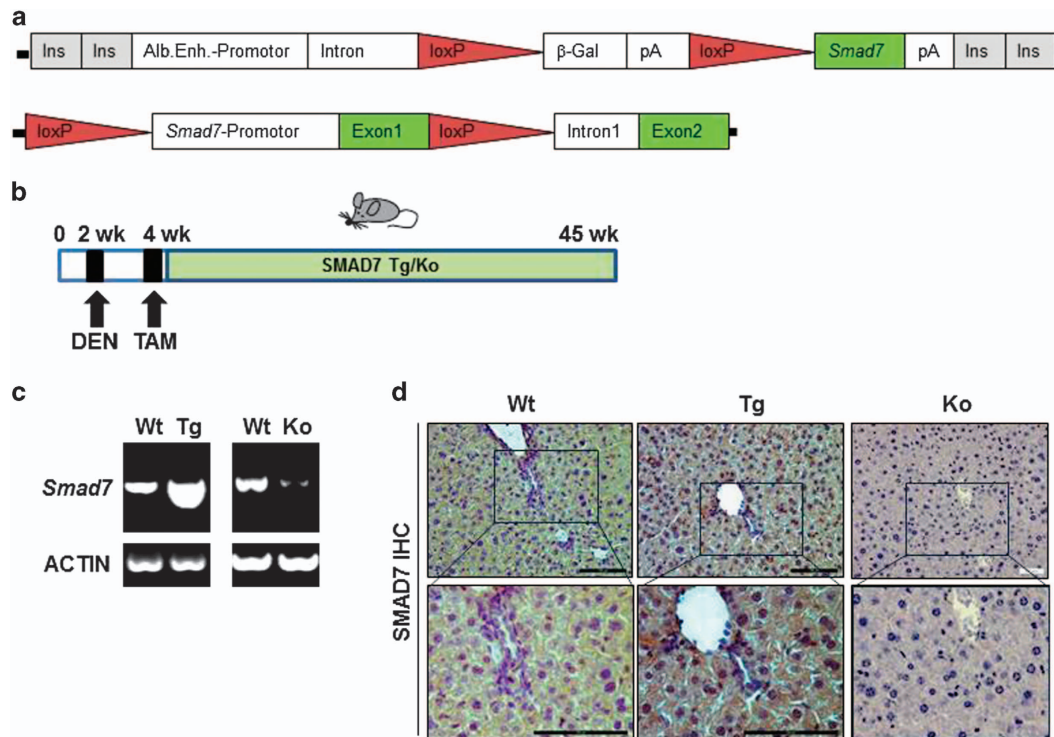 a
Ins Ins Alb.Enh.-Promotor Intron loxP β-Gal pA loxP Smad7 pA Ins Ins
loxP Smad7-Promotor Exon1 loxP Intron1 Exon2
b
0 2 wk 4 wk 45 wk
SMAD7 Tg/Ko
DEN TAM
c
Wt Tg Wt Ko
Smad7
ACTIN
d
Wt Tg Ko
SMAD7 IHC